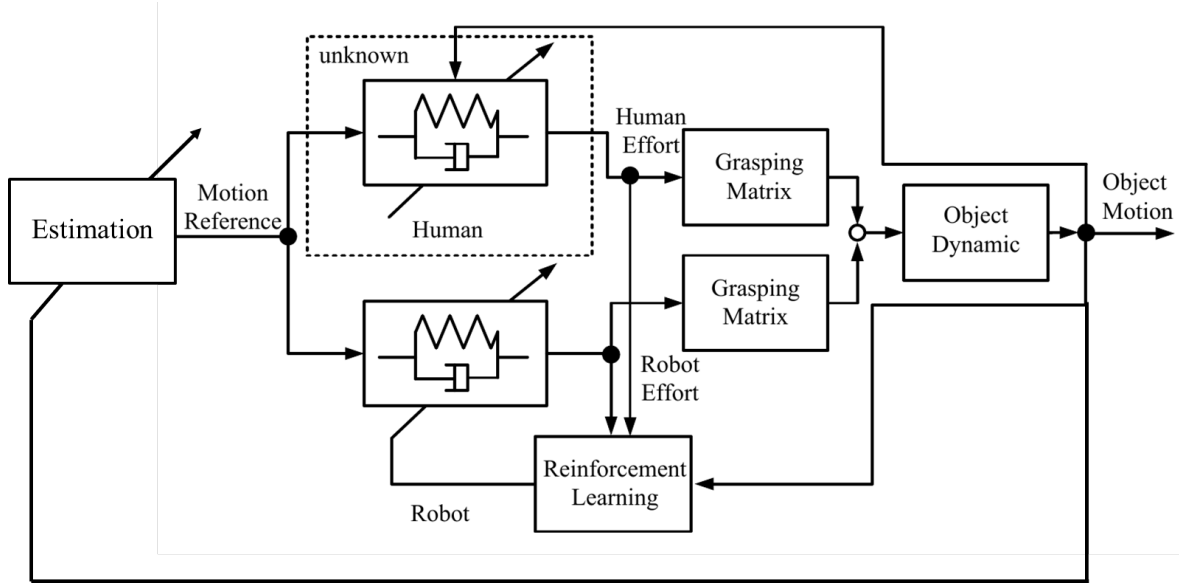 unknown
Human
Effort
Grasping
Matrix
Object
Motion
Motion
Reference
Estimation
Human
Object
Dynamic
Grasping
Matrix
Robot
Effort
Reinforcement
Learning
Robot